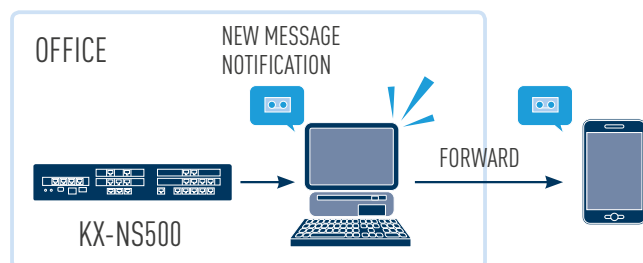 OFFICE
NEW MESSAGE
NOTIFICATION
FORWARD
KX-NS500